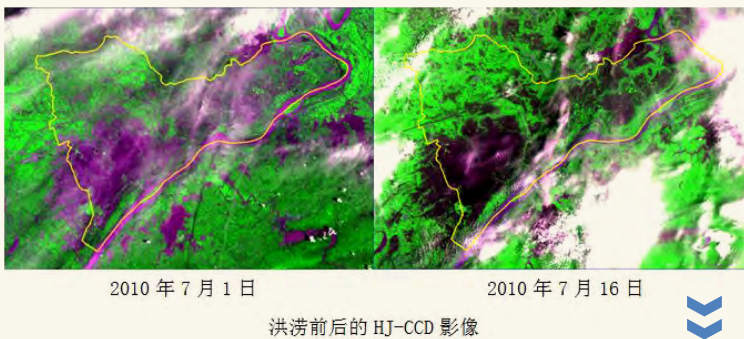 2010 年 7 月 1 日
2010 年 7 月 16 日
洪涝前后的 HJ-CCD 影像